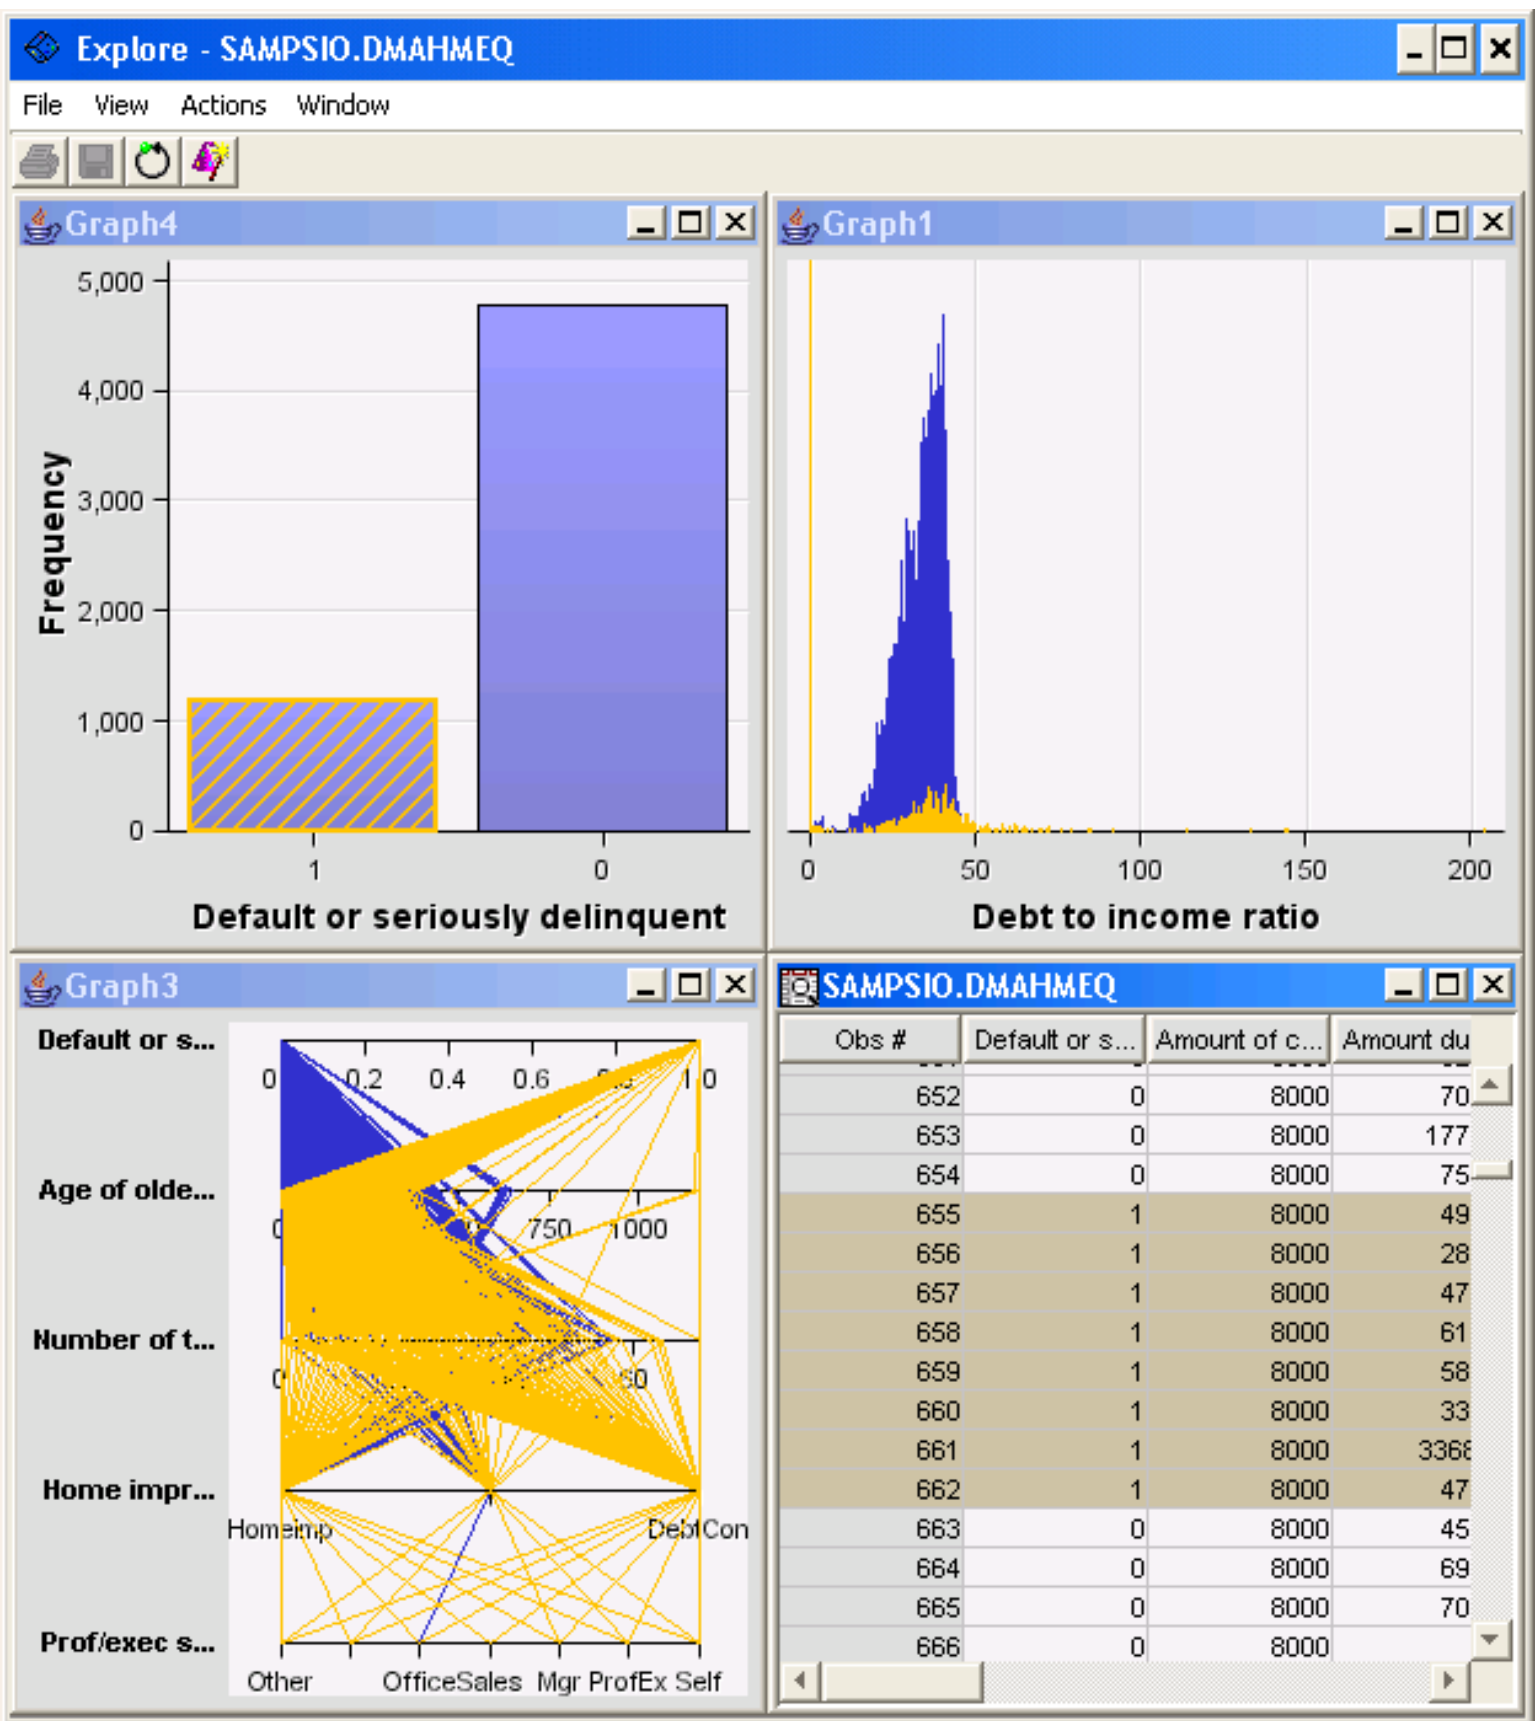 Explore - SAMPSIO.DMAHMEQ
File View Actions Window
Graph4
5,000
4,000
3,000
2,000
1,000
0
Frequency
1 0
Default or seriously delinquent
Graph1
0 50 100 150 200
Debt to income ratio
Graph3
Default or s...
0 0.2 0.4 0.6
Age of olde...
750 1000
Number of t...
Home impr...
Homeimp DebtCon
Prof/exec s...
Other Office Sales Mgr ProfEx Self
SAMPSIO.DMAHMEQ
Obs # Default or s... Amount of c... Amount du
652 0 8000 70
653 0 8000 177
654 0 8000 75
655 1 8000 49
656 1 8000 28
657 1 8000 47
658 1 8000 61
659 1 8000 58
660 1 8000 33
661 1 8000 3368
662 1 8000 47
663 0 8000 45
664 0 8000 69
665 0 8000 70
666 0 8000